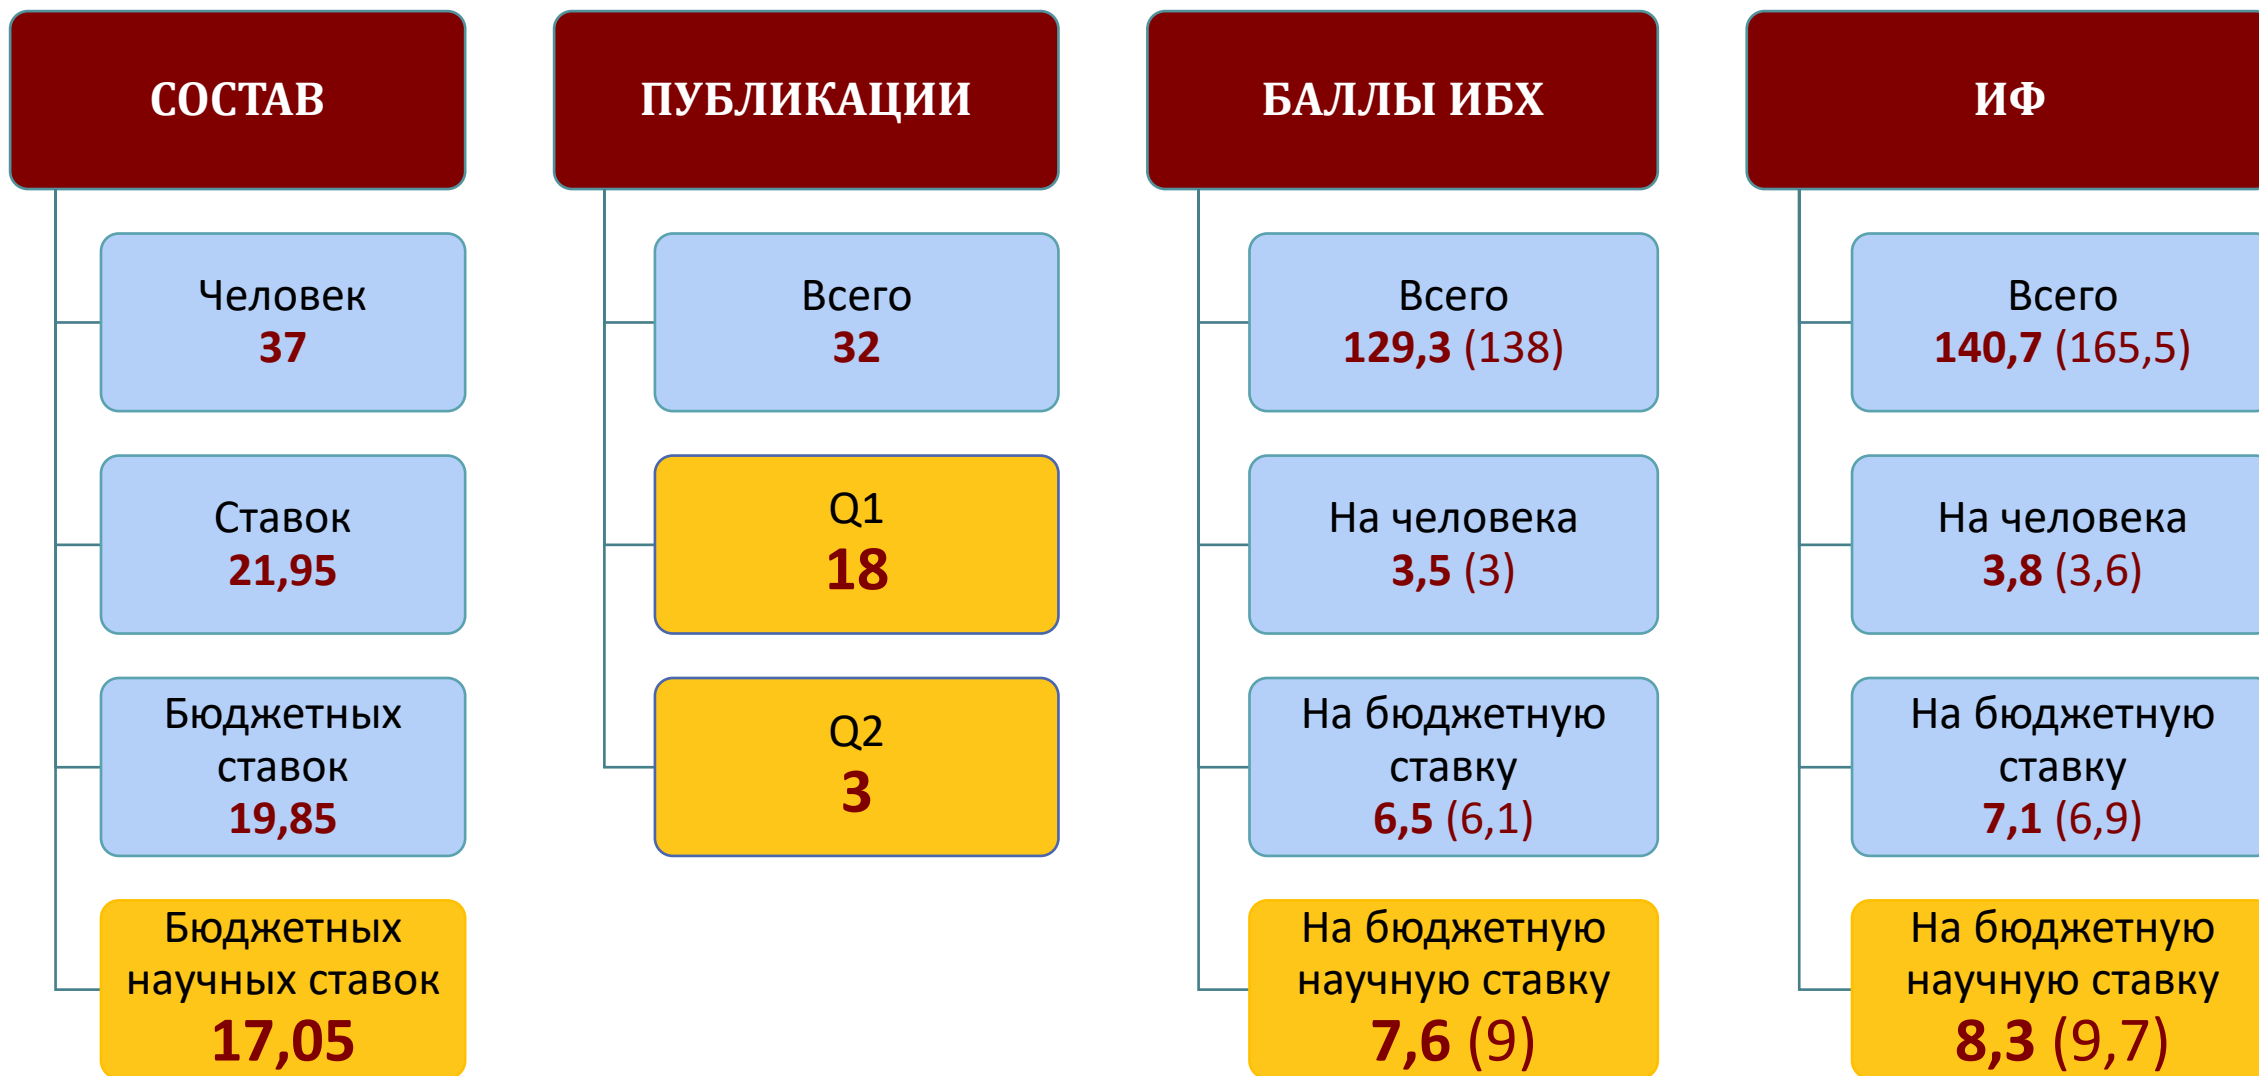 СОСТАВ
Человек
37
Ставок
21,95
Бюджетных
ставок
19,85
Бюджетных
научных ставок
17,05
ПУБЛИКАЦИИ
Всего
32
Q1
18
Q2
3
БАЛЛЫ ИБХ
Всего
129,3 (138)
На человека
3,5 (3)
На бюджетную
ставку
6,5 (6,1)
На бюджетную
научную ставку
7,6 (9)
ИФ
Всего
140,7 (165,5)
На человека
3,8 (3,6)
На бюджетную
ставку
7,1 (6,9)
На бюджетную
научную ставку
8,3 (9,7)